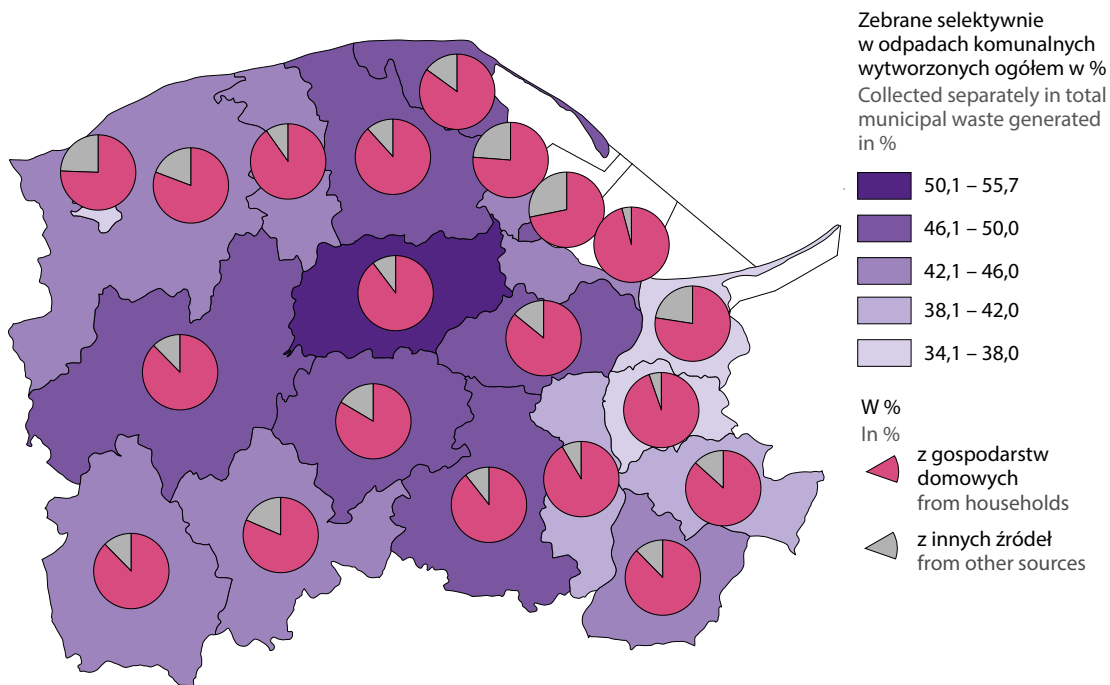 Zebrane selektywnie
w odpadach komunalnych
wytworzonych ogółem w %
Collected separately in total
municipal waste generated
in %
50,1 – 55,7
46,1 – 50,0
42,1 – 46,0
38,1 – 42,0
34,1 – 38,0
W %
In %
z gospodarstw
domowych
from households
z innych źródeł
from other sources